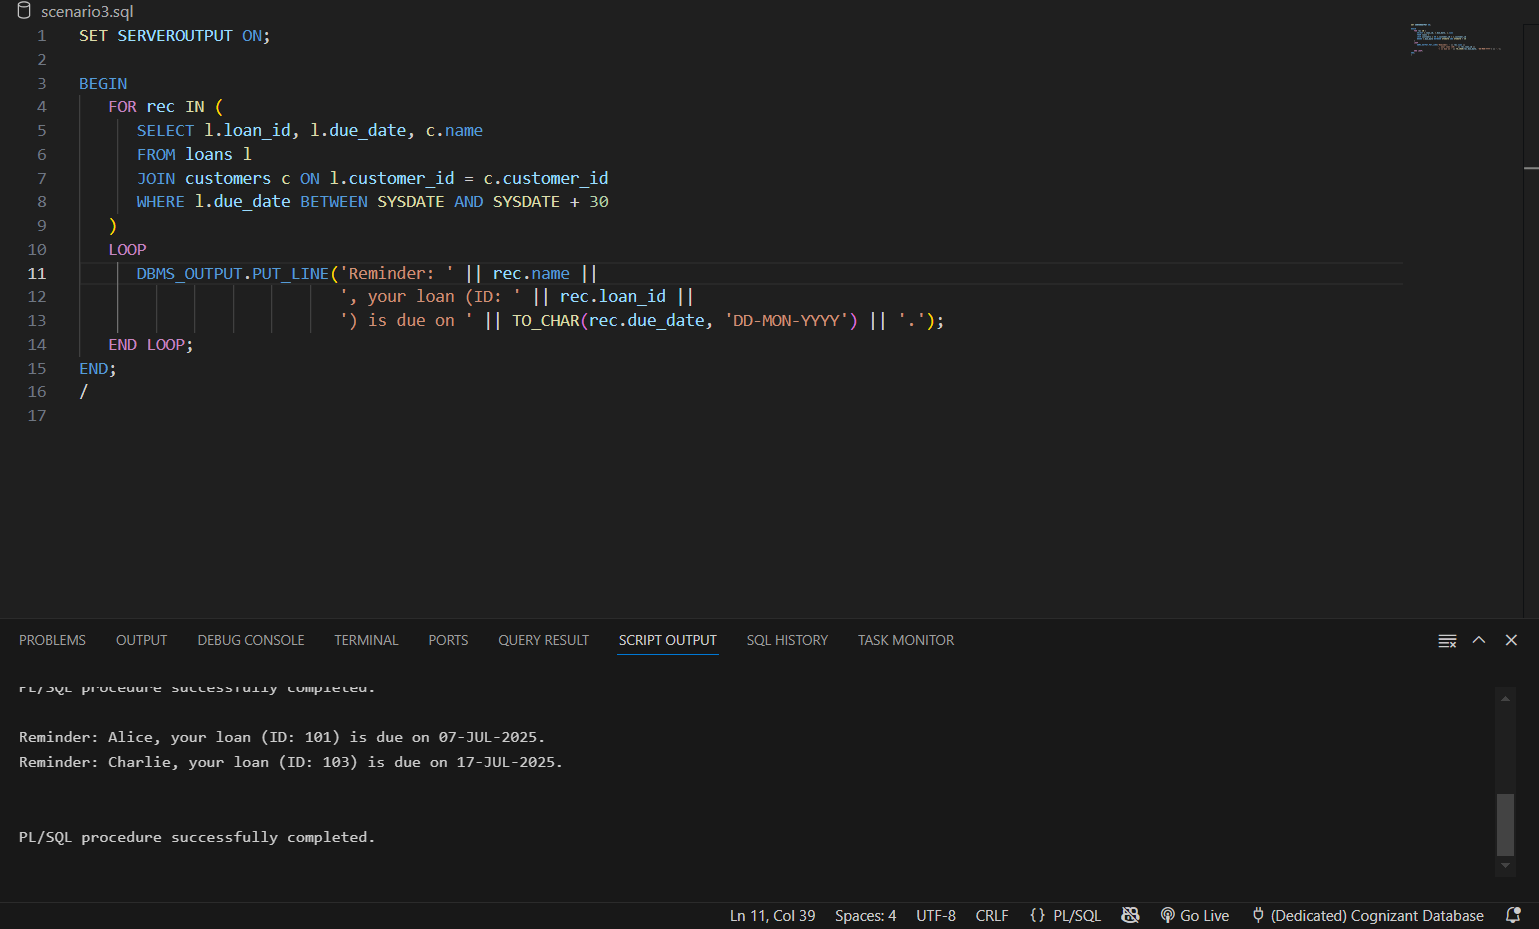 scenario3.sql
1 SET SERVEROUTPUT ON;
2
3 BEGIN
4 FOR rec IN (
5 SELECT l.loan_id, l.due_date, c.name
6 FROM loans l
7 JOIN customers c ON l.customer_id = c.customer_id
8 WHERE l.due_date BETWEEN SYSDATE AND SYSDATE + 30
9 )
10 LOOP
11 DBMS_OUTPUT.PUT_LINE('Reminder: ' || rec.name ||
12 ', your loan (ID: ' || rec.loan_id ||
13 ') is due on ' || TO_CHAR(rec.due_date, 'DD-MON-YYYY') || '.');
14 END LOOP;
15 END;
16 /
17
PROBLEMS OUTPUT DEBUG CONSOLE TERMINAL PORTS QUERY RESULT SCRIPT OUTPUT SQL HISTORY TASK MONITOR
PL/SQL procedure successfully completed.
Reminder: Alice, your loan (ID: 101) is due on 07-JUL-2025.
Reminder: Charlie, your loan (ID: 103) is due on 17-JUL-2025.
PL/SQL procedure successfully completed.
Ln 11, Col 39 Spaces: 4 UTF-8 CRLF {} PL/SQL Go Live (Dedicated) Cognizant Database